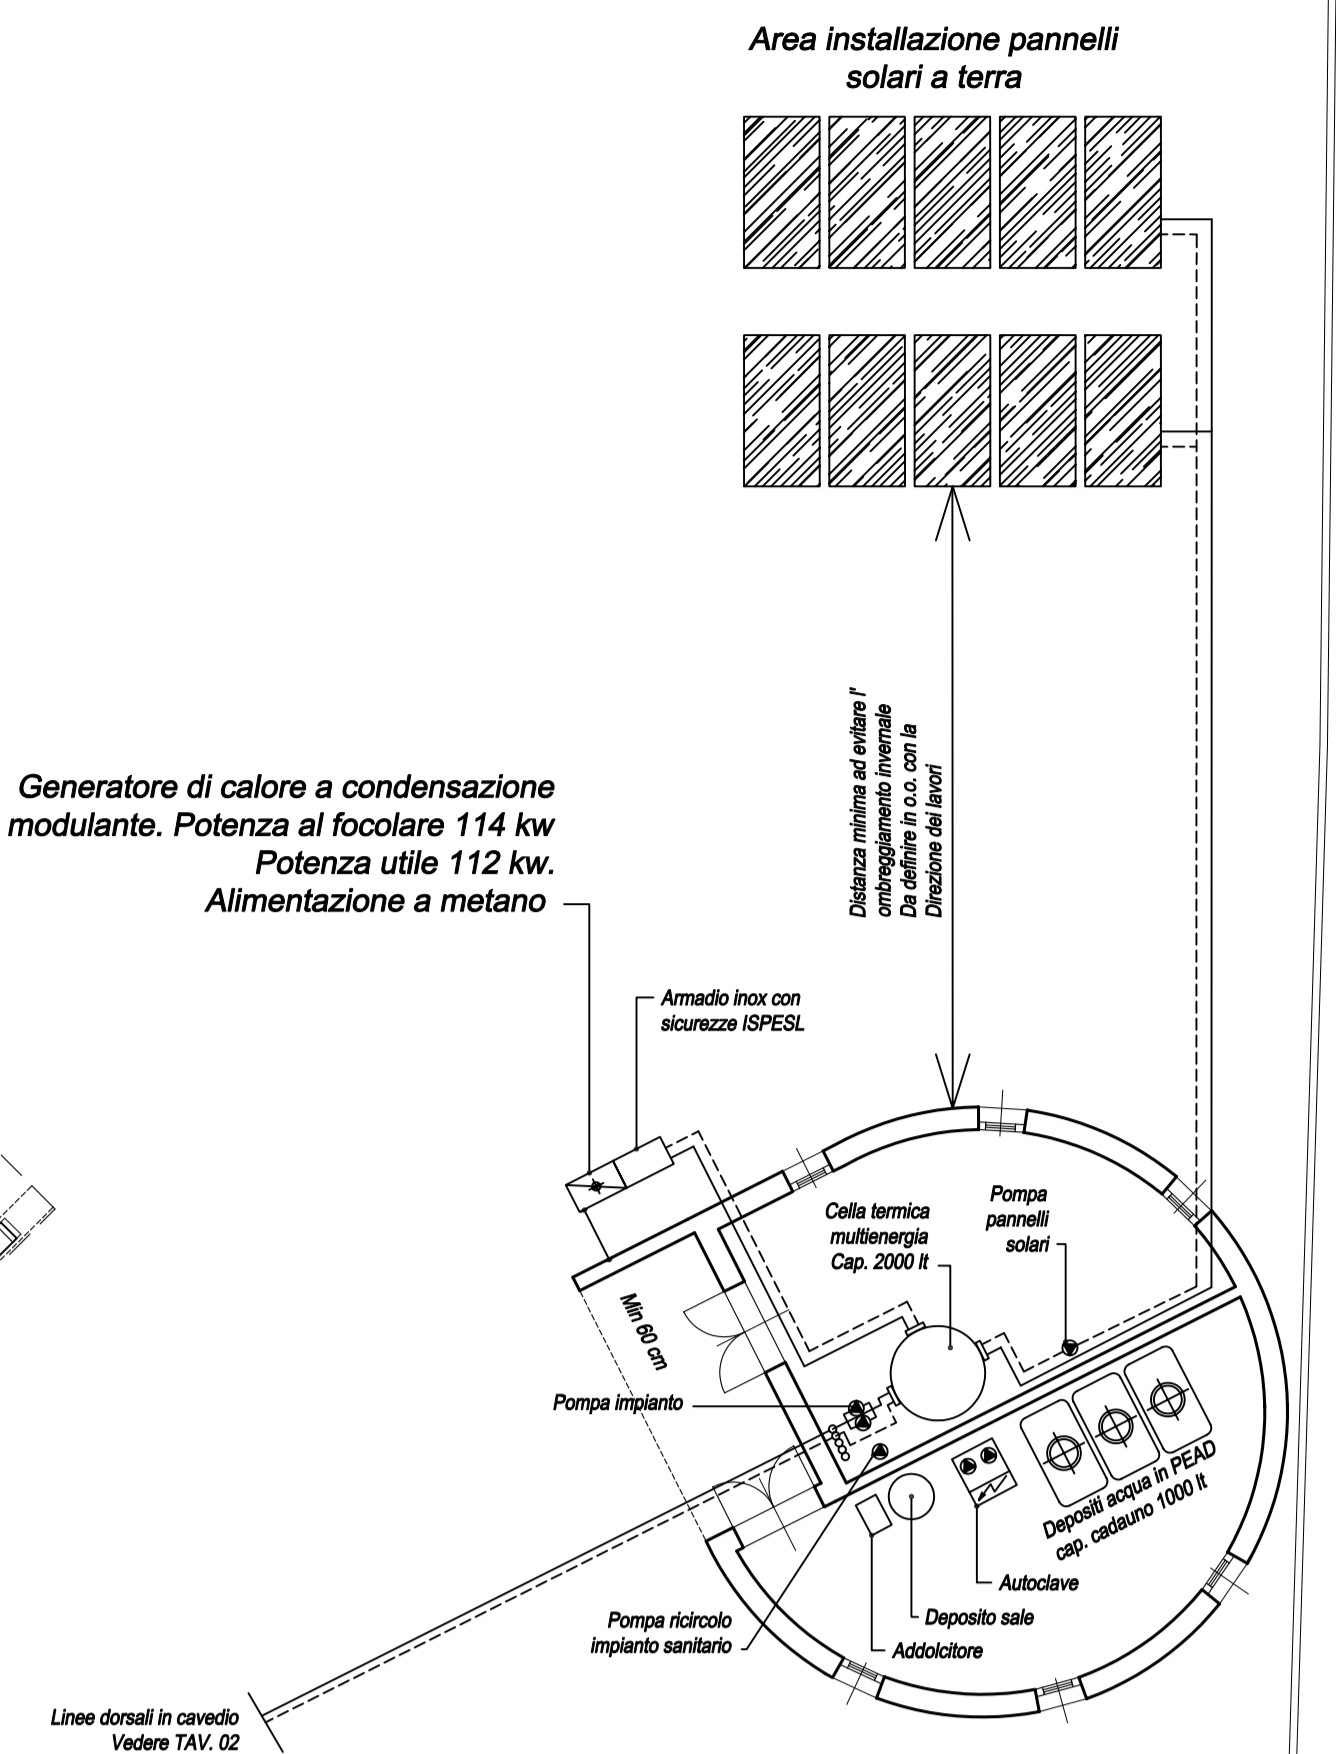 Area installazione pannelli
solari a terra
Distanza minima ad evitare l'
ombreggiamento invernale
Da definire in o.o. con la
Direzione dei lavori
Generatore di calore a condensazione
modulante. Potenza al focolare 114 kw
Potenza utile 112 kw.
Alimentazione a metano
Armadio inox con
sicurezze ISPESL
Cella termica
multienergia
Cap. 2000 lt
Pompa
pannelli
solari
Min 60 cm
Pompa impianto
Depositi acqua in PEAD
cap. cadauno 1000 lt
Autoclave
Deposito sale
Addolcitore
Pompa ricircolo
impianto sanitario
Linee dorsali in cavedio
Vedere TAV. 02